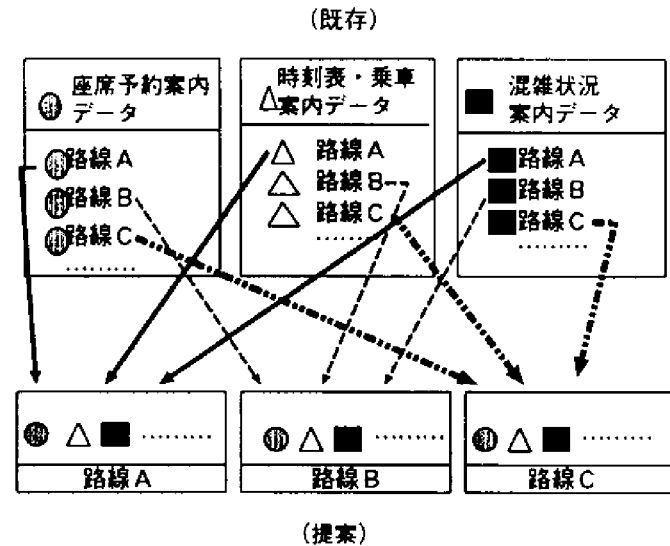 (既存)
座席予約案内
データ
路線A
路線B
路線C
………
時刻表・乗車
案内データ
路線A
路線B
路線C
………
混雑状況
案内データ
路線A
路線B
路線C
………
………
路線A
………
路線B
………
路線C
(提案)